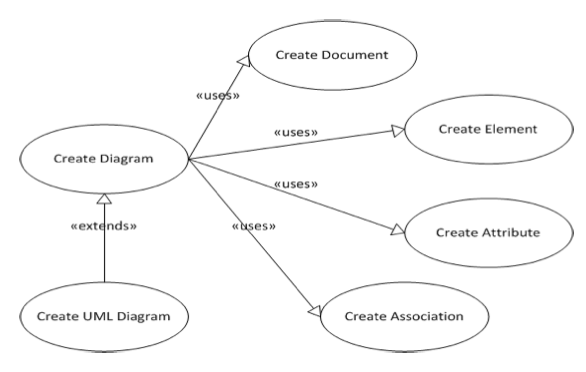 Create Document
«uses»
«uses»
Create Element
Create Diagram
«uses»
«extends»
«uses»
Create Attribute
Create UML Diagram
Create Association